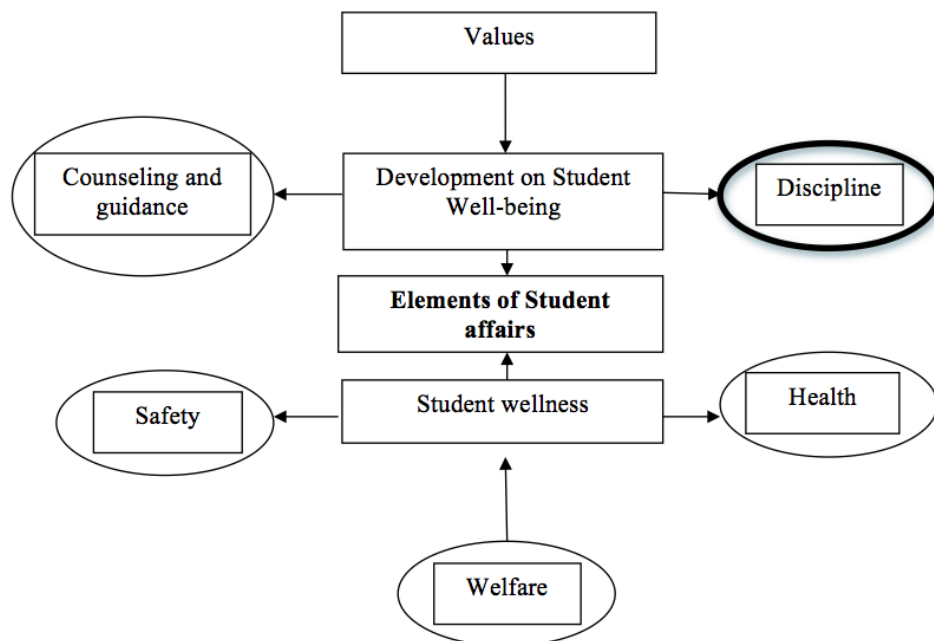 Values
Counseling and
guidance
Development on Student
Well-being
Discipline
Elements of Student
affairs
Safety
Student wellness
Health
Welfare